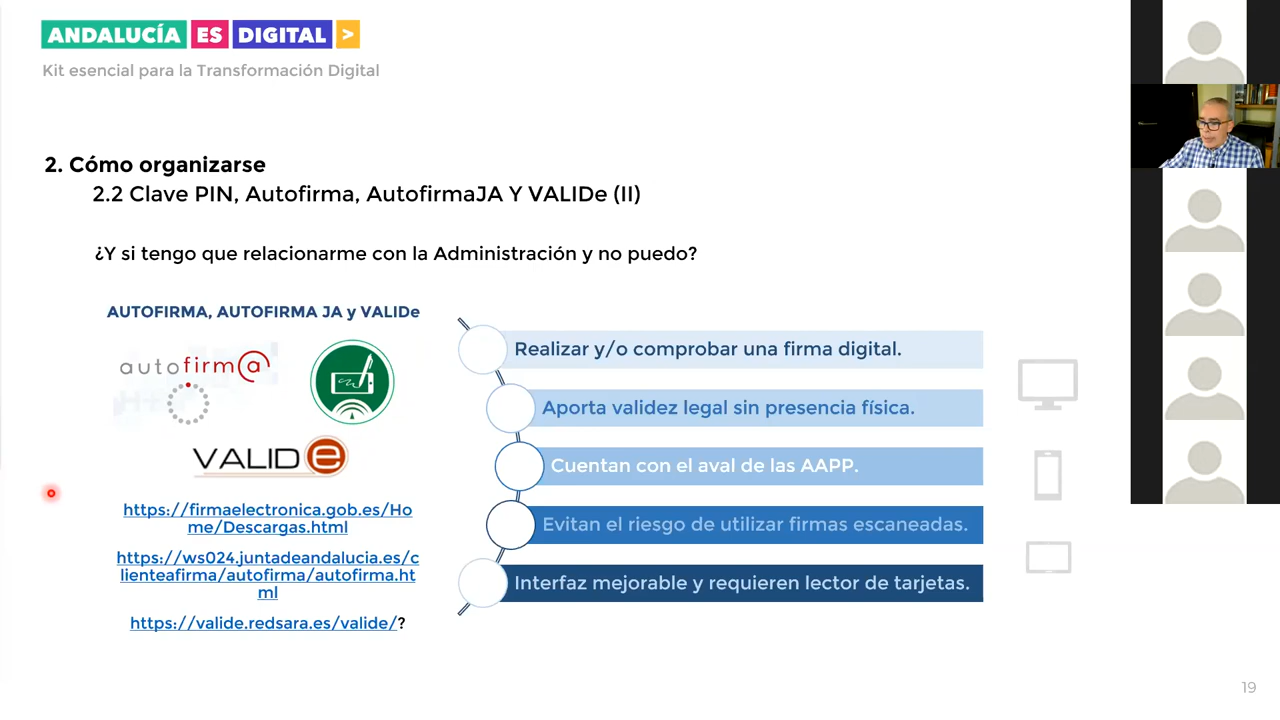 ANDALUCÍA ES DIGITAL >
Kit esencial para la Transformación Digital
2. Cómo organizarse
2.2 Clave PIN, Autofirma, AutofirmaJA Y VALIDe (II)
¿Y si tengo que relacionarme con la Administración y no puedo?
AUTOFIRMA, AUTOFIRMA JA y VALIDe
autofirm@
VALIDe
https://firmaelectronica.gob.es/Ho
me/Descargas.html
https://ws024.juntadeandalucia.es/c
lienteafirma/autofirma/autofirma.ht
ml
https://valide.redsara.es/valide/?
Realizar y/o comprobar una firma digital.
Aporta validez legal sin presencia física.
Cuentan con el aval de las AAPP.
Evitan el riesgo de utilizar firmas escaneadas.
Interfaz mejorable y requieren lector de tarjetas.
19